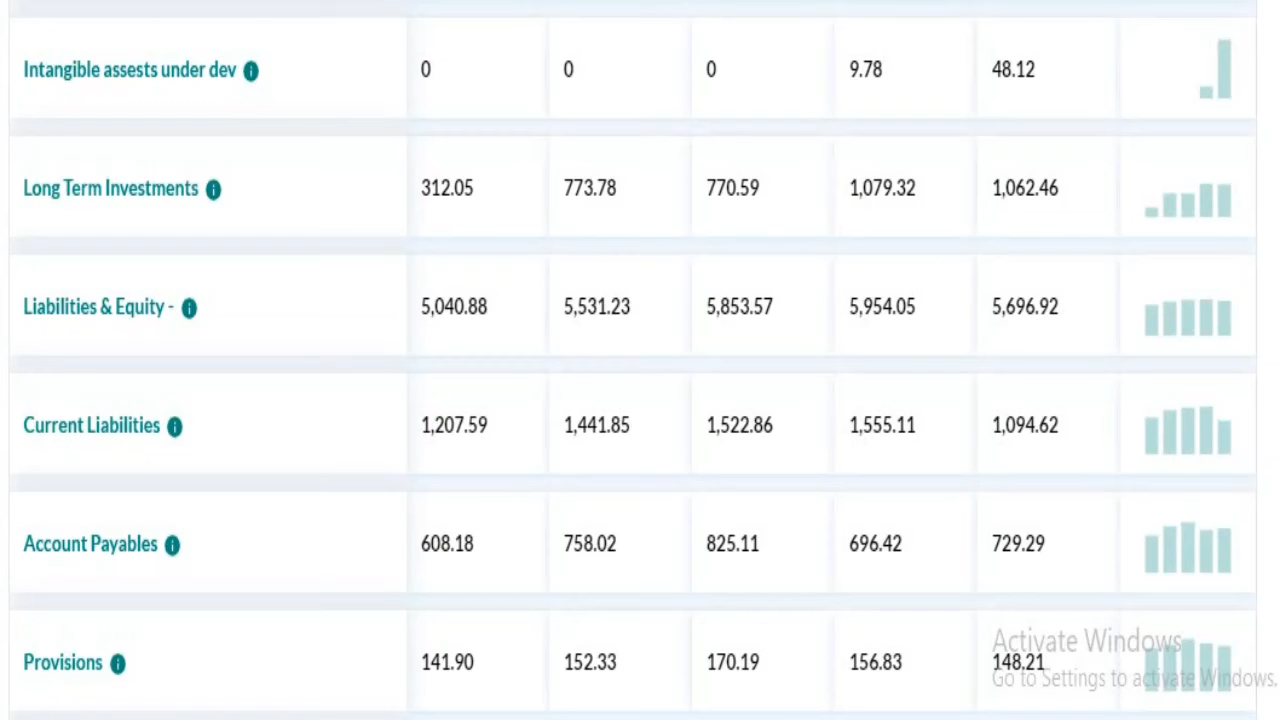 Intangible assests under dev 0 0 0 9.78 48.12
Long Term Investments 312.05 773.78 770.59 1,079.32 1,062.46
Liabilities & Equity - 5,040.88 5,531.23 5,853.57 5,954.05 5,696.92
Current Liabilities 1,207.59 1,441.85 1,522.86 1,555.11 1,094.62
Account Payables 608.18 758.02 825.11 696.42 729.29
Provisions 141.90 152.33 170.19 156.83 148.21
Activate Windows
Go to Settings to activate Windows.